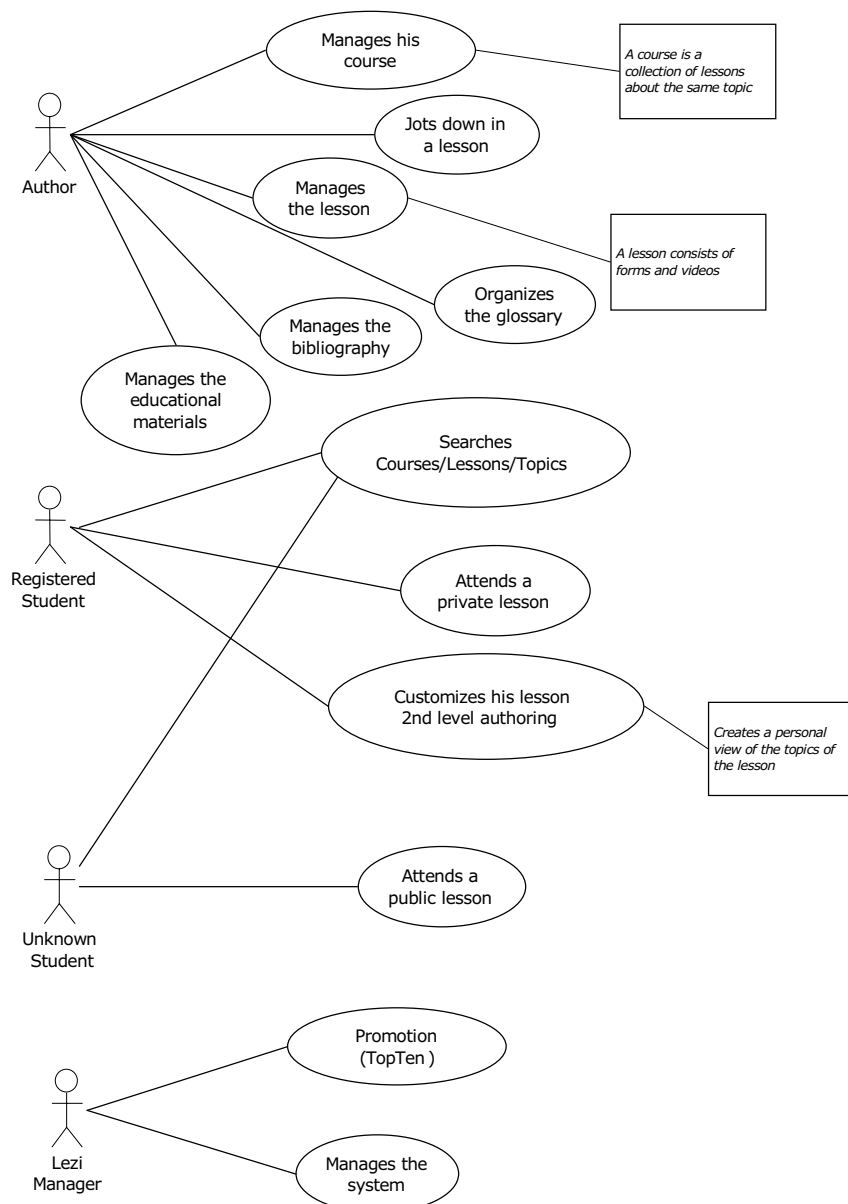 Manages his
course
A course is a
collection of lessons
about the same topic
Jots down in
a lesson
Author
Manages
the lesson
A lesson consists of
forms and videos
Organizes
the glossary
Manages the
bibliography
Manages the
educational
materials
Searches
Courses/Lessons/Topics
Registered
Student
Attends a
private lesson
Customizes his lesson
2nd level authoring
Creates a personal
view of the topics of
the lesson
Attends a
public lesson
Unknown
Student
Promotion
(TopTen )
Lezi
Manager
Manages the
system